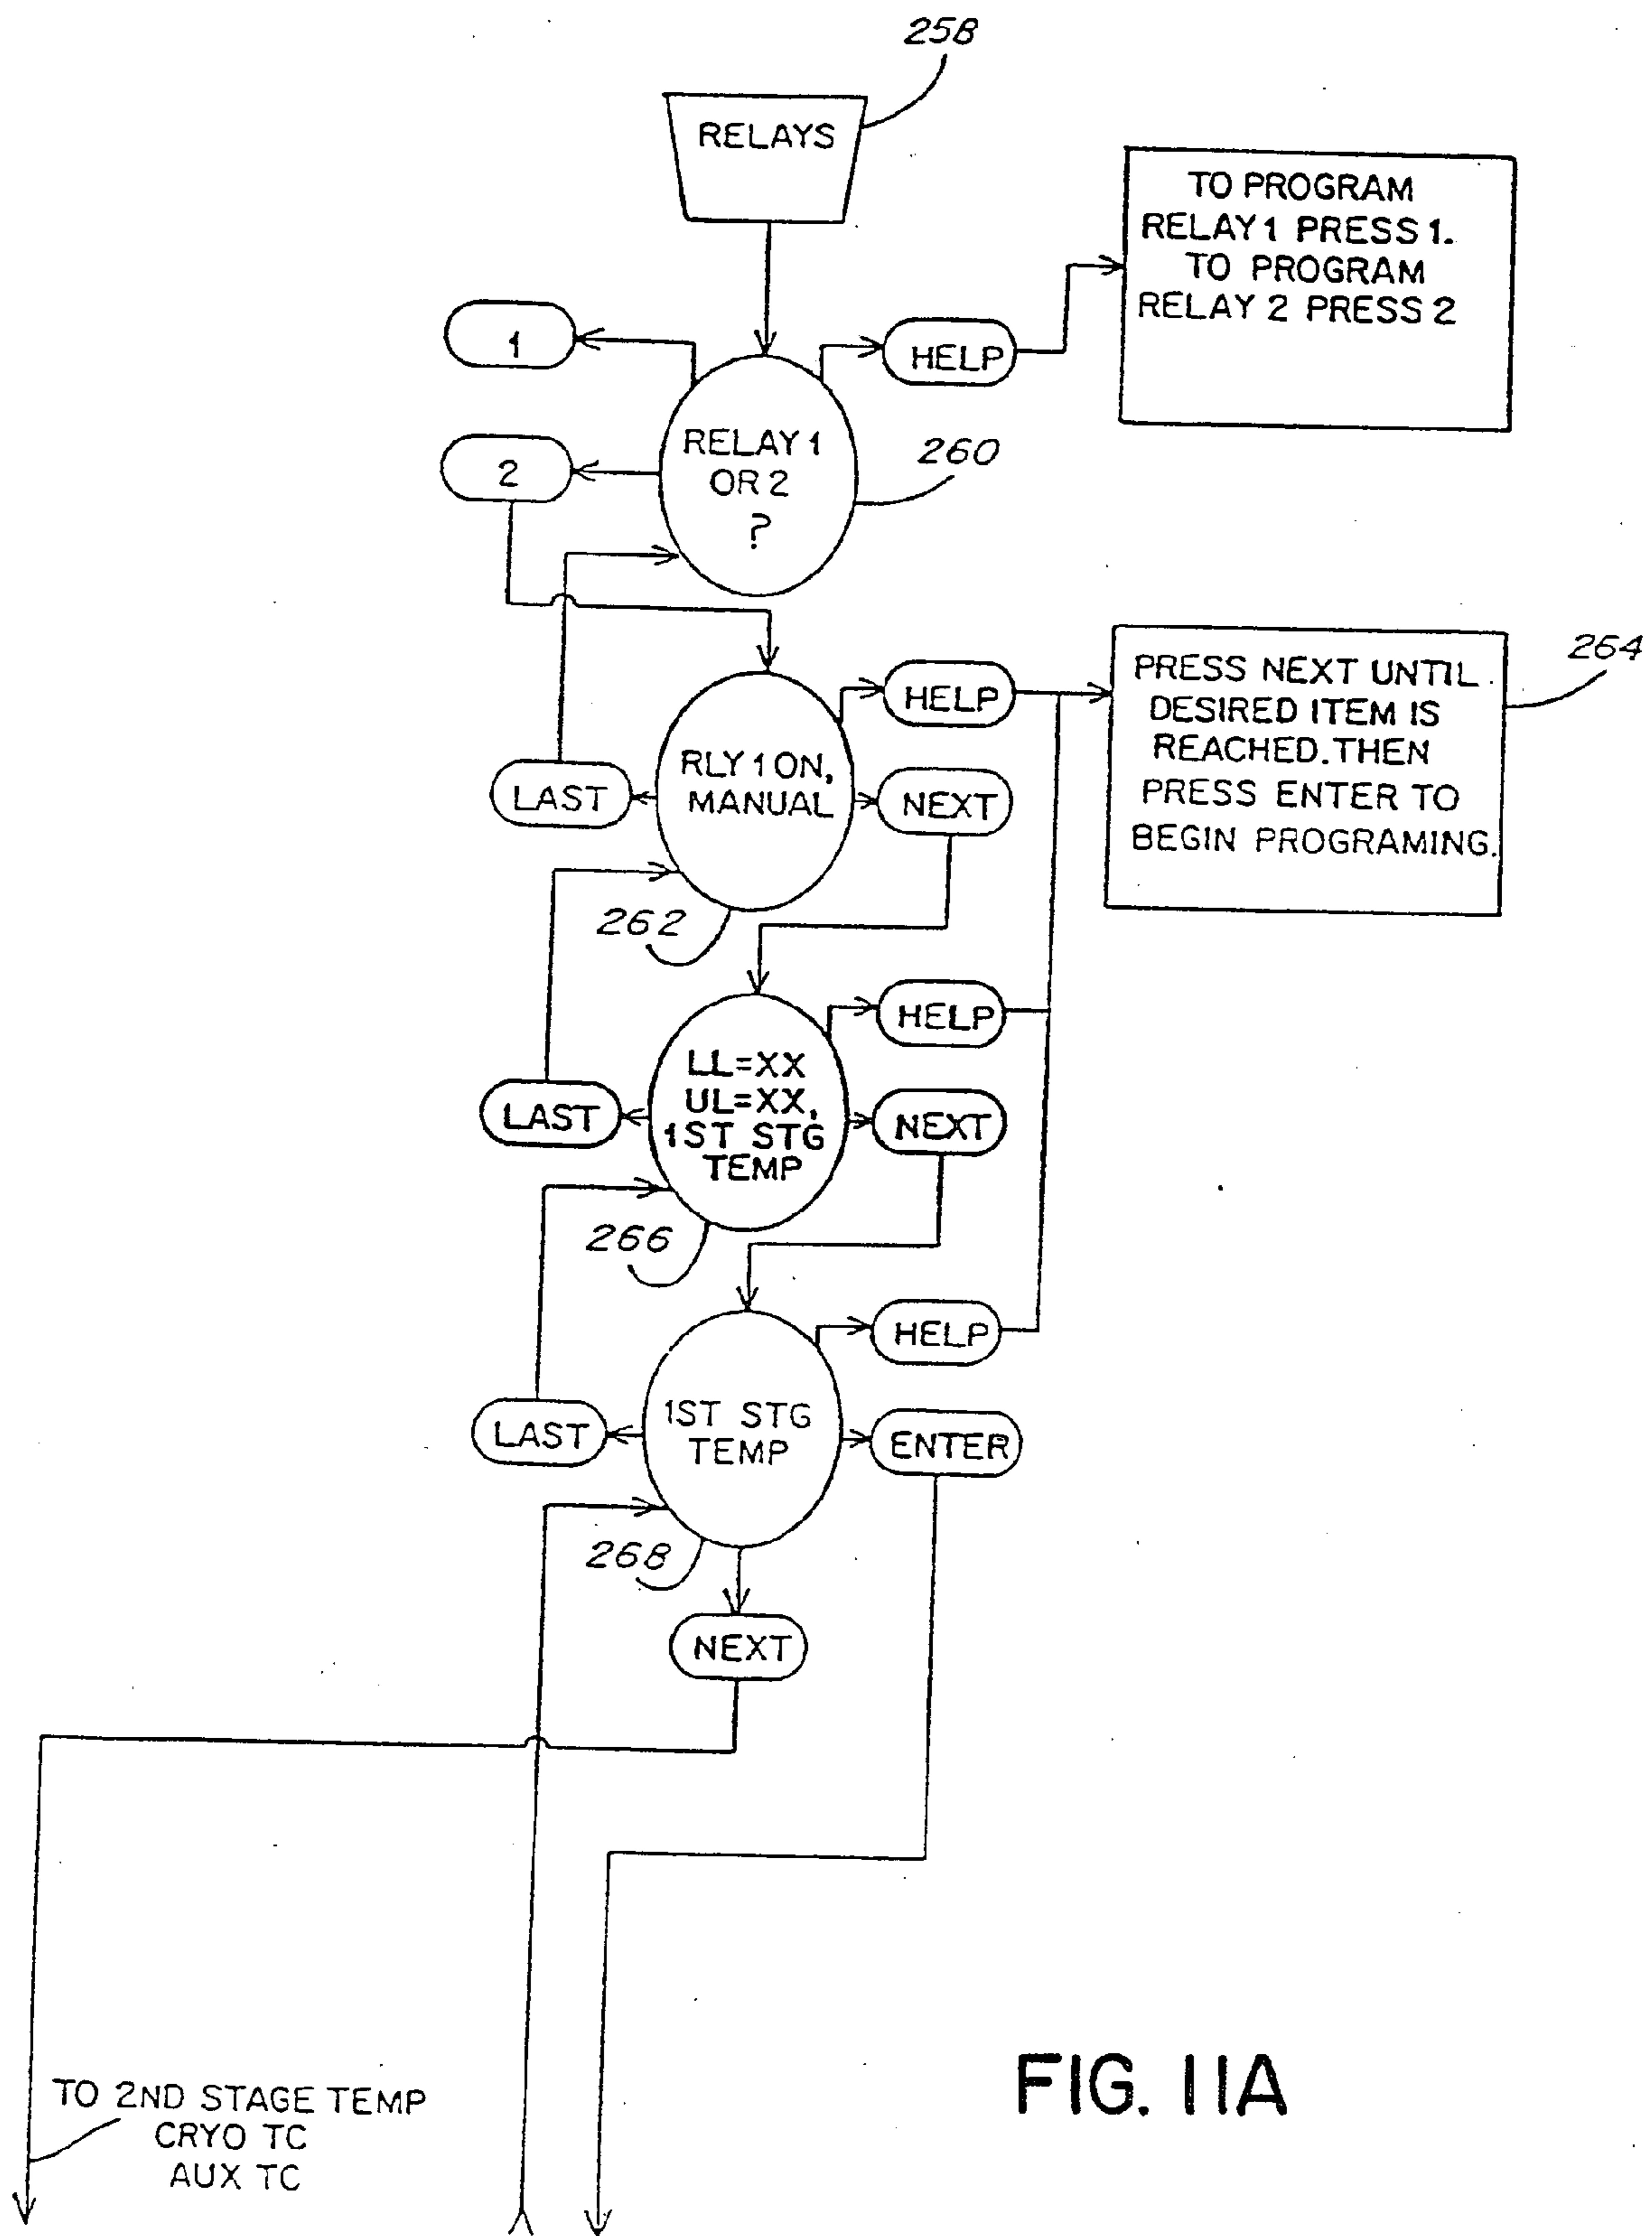 258
RELAYS
TO PROGRAM
RELAY 1 PRESS 1.
TO PROGRAM
RELAY 2 PRESS 2
1
HELP
2
RELAY 1
OR 2
?
260
264
PRESS NEXT UNTIL
DESIRED ITEM IS
REACHED. THEN
PRESS ENTER TO
BEGIN PROGRAMING.
HELP
RLY 1 ON,
MANUAL
LAST
NEXT
262
HELP
LL=XX
UL=XX,
1ST STG
TEMP
LAST
NEXT
266
HELP
1ST STG
TEMP
LAST
ENTER
268
NEXT
TO 2ND STAGE TEMP
CRYO TC
AUX TC
FIG. 11A